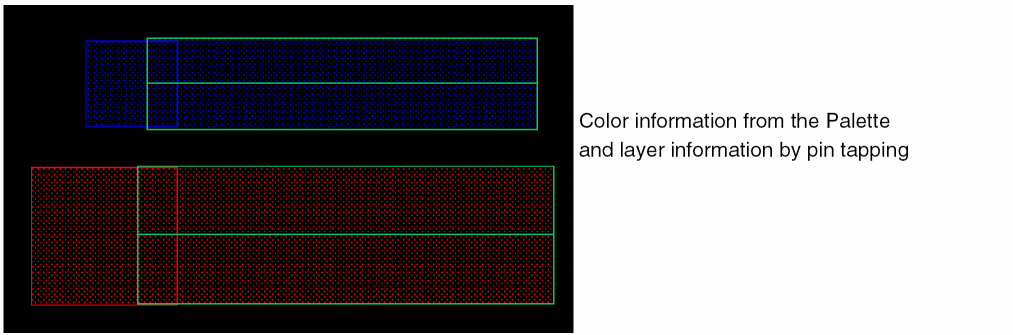 Color information from the Palette
and layer information by pin tapping